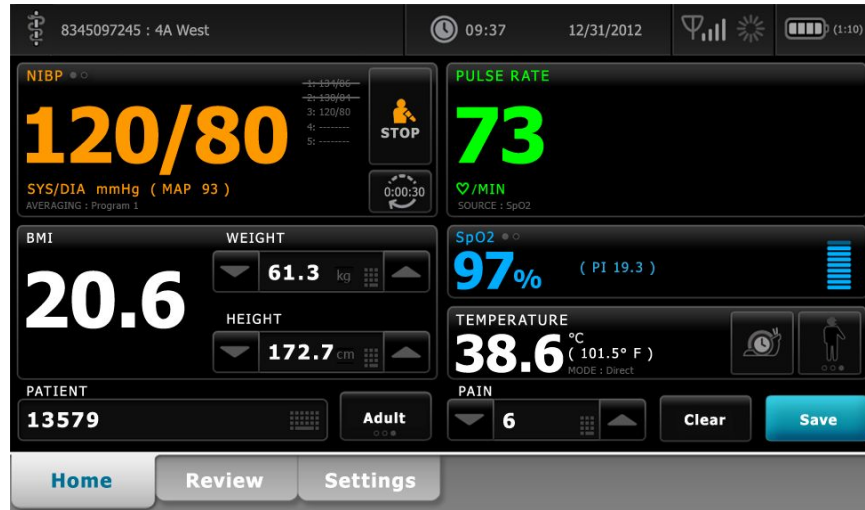 8345097245 : 4A West
09:37
12/31/2012
(1:10)
NIBP
1: 134/86
2: 138/84
3: 120/80
4: --------
5: --------
STOP
120/80
SYS/DIA mmHg ( MAP 93 )
AVERAGING : Program 1
0:00:30
PULSE RATE
73
♡/MIN
SOURCE : SpO2
BMI
20.6
WEIGHT
61.3 kg
HEIGHT
172.7 cm
SpO2
97%
( PI 19.3 )
TEMPERATURE
38.6 °C
( 101.5° F )
MODE : Direct
PATIENT
13579
Adult
PAIN
6
Clear
Save
Home
Review
Settings